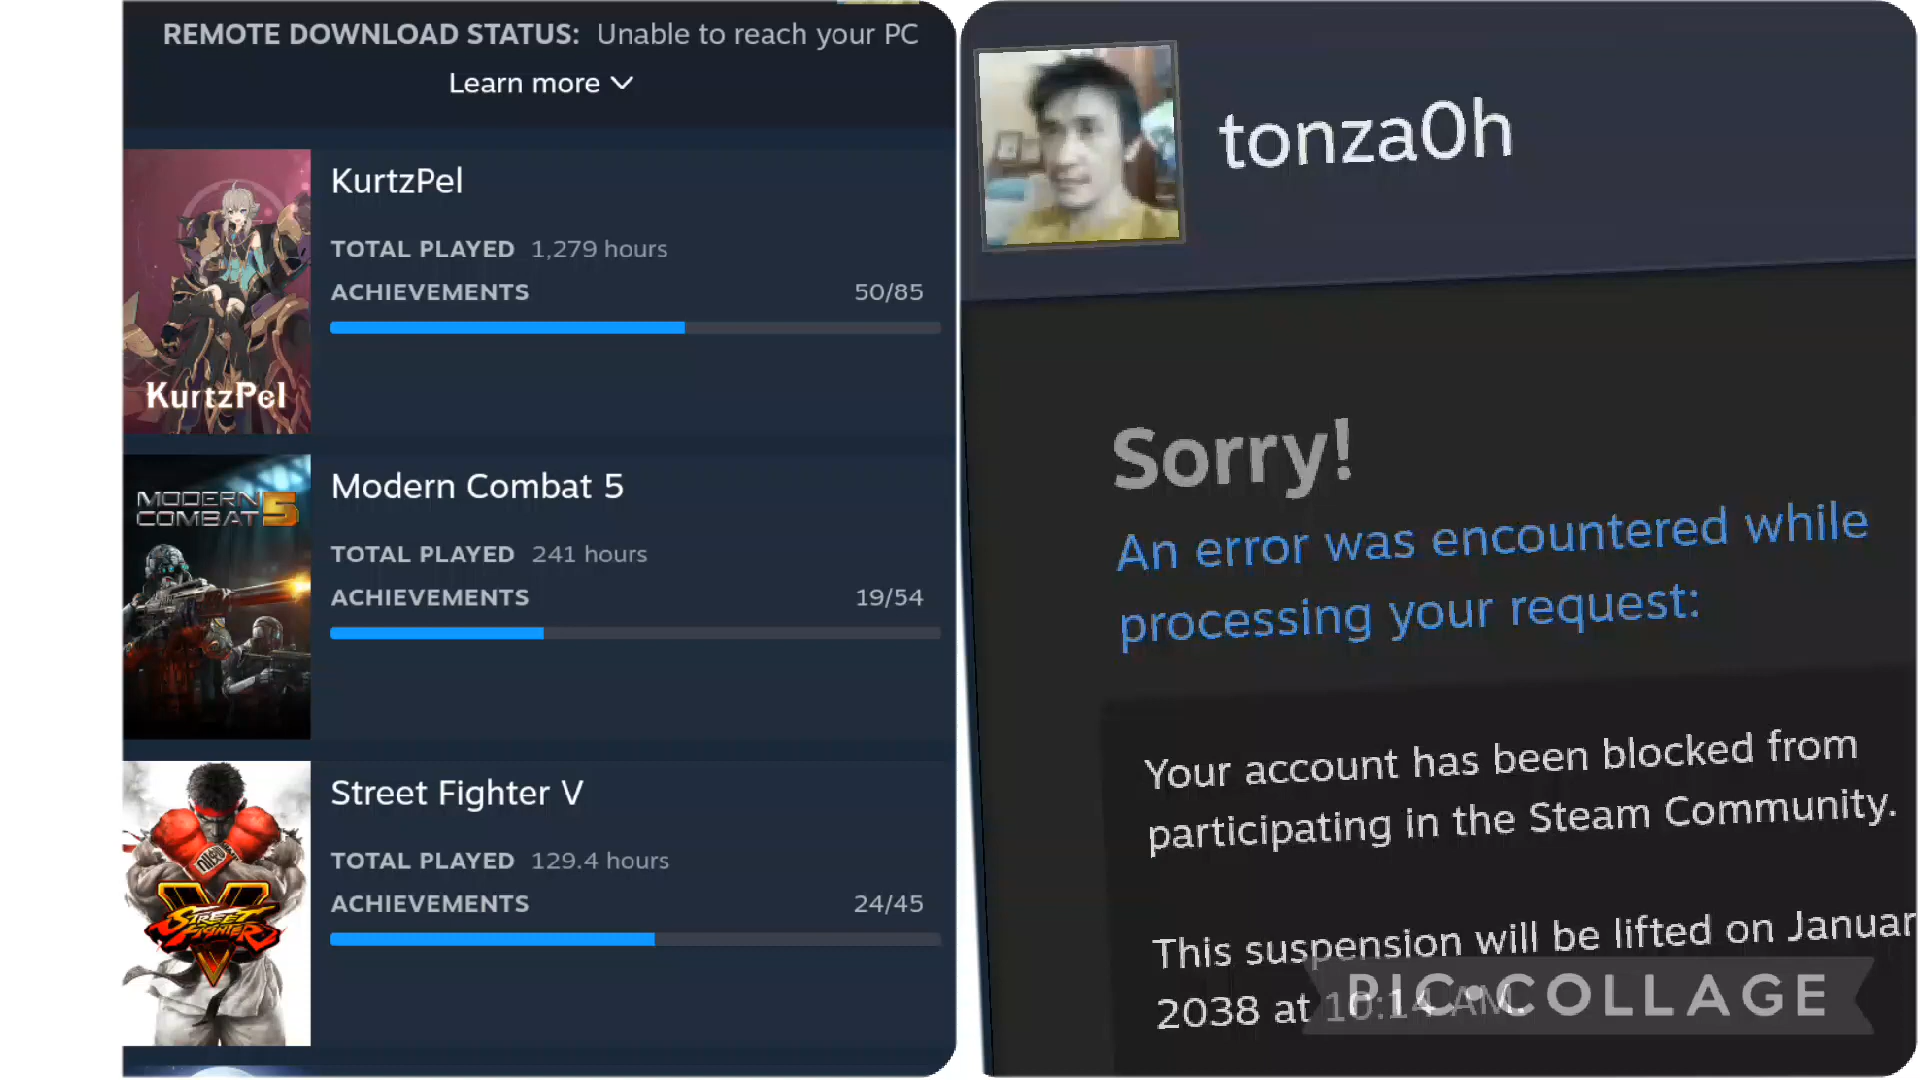 REMOTE DOWNLOAD STATUS: Unable to reach your PC
Learn more
KurtzPel
TOTAL PLAYED 1,279 hours
ACHIEVEMENTS 50/85
KurtzPel
Modern Combat 5
MODERN COMBAT 5
TOTAL PLAYED 241 hours
ACHIEVEMENTS 19/54
Street Fighter V
TOTAL PLAYED 129.4 hours
ACHIEVEMENTS 24/45
V
STREET
FIGHTER
tonza0h
Sorry!
An error was encountered while
processing your request:
Your account has been blocked from
participating in the Steam Community.
This suspension will be lifted on Januar
2038 at 10:14 AM.
PIC•COLLAGE